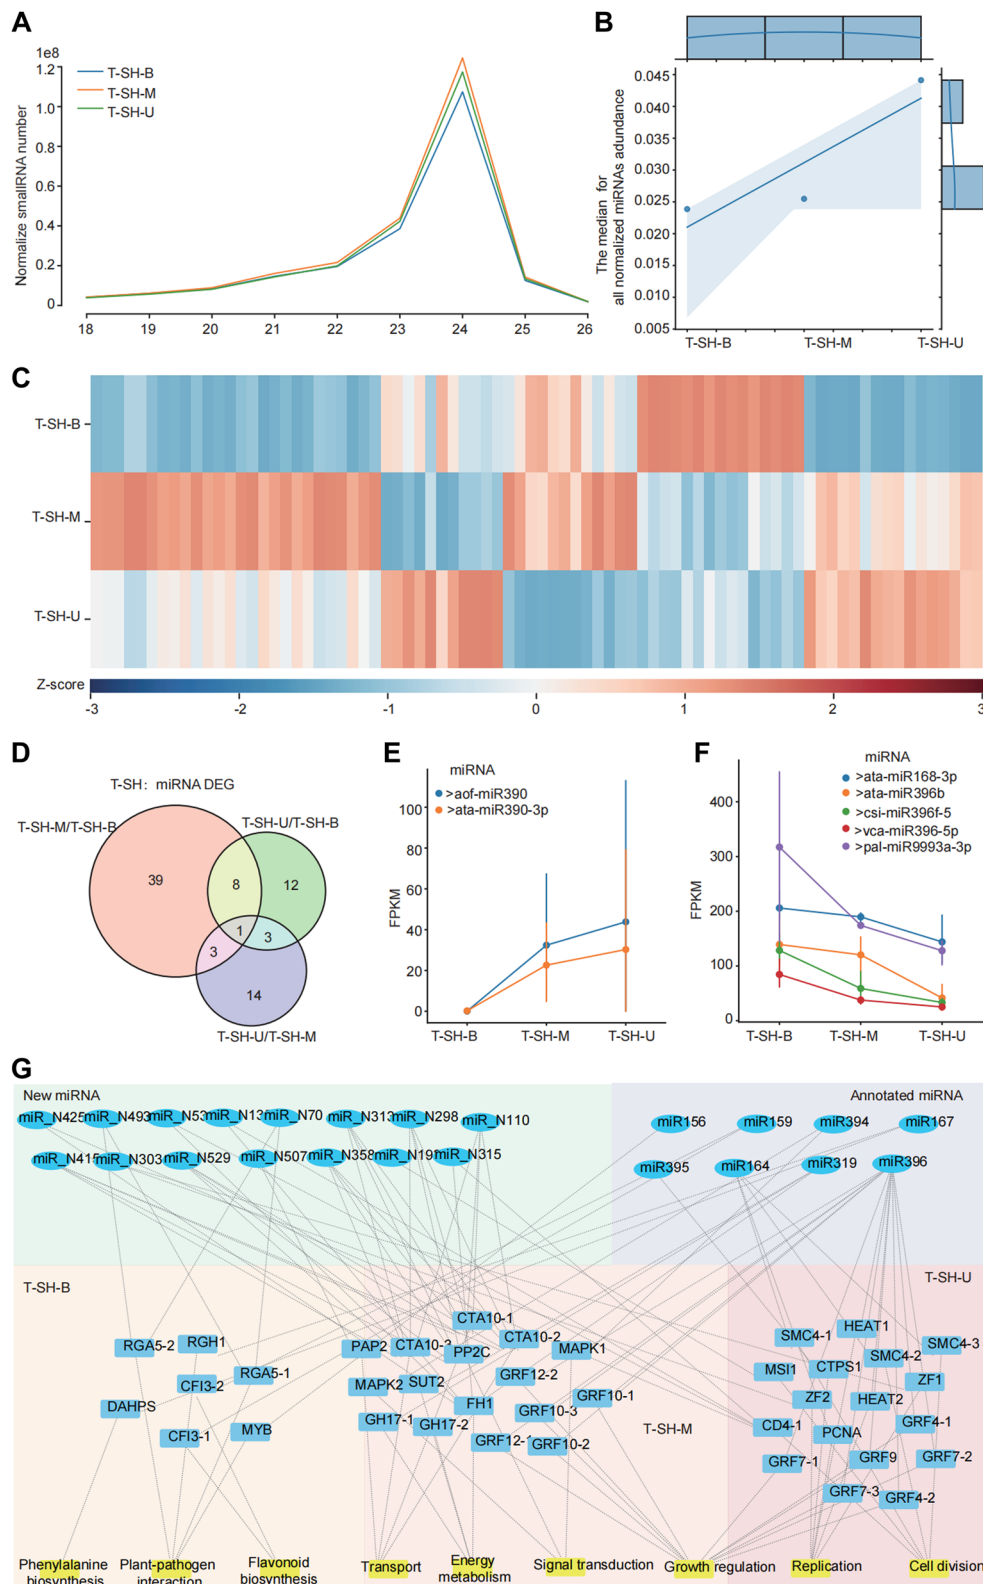 A
1e8
1.2
1.0
0.8
0.6
0.4
0.2
0
Normalize smallRNA number
T-SH-B
T-SH-M
T-SH-U
18 19 20 21 22 23 24 25 26
B
0.045
0.040
0.035
0.030
0.025
0.020
0.015
0.010
0.005
The median for
all normalized miRNAs adundance
T-SH-B T-SH-M T-SH-U
C
T-SH-B
T-SH-M
T-SH-U
Z-score
-3 -2 -1 0 1 2 3
D
T-SH: miRNA DEG
T-SH-M/T-SH-B
T-SH-U/T-SH-B
39 8 12
1
3 3
14
T-SH-U/T-SH-M
E
miRNA
>aof-miR390
>ata-miR390-3p
100
80
60
40
20
0
FPKM
T-SH-B T-SH-M T-SH-U
F
miRNA
>ata-miR168-3p
>ata-miR396b
>csi-miR396f-5
>vca-miR396-5p
>pal-miR9993a-3p
400
300
200
100
0
FPKM
T-SH-B T-SH-M T-SH-U
G
New miRNA
Annotated miRNA
miR_N425 miR_N493 miR_N53 miR_N13 miR_N70 miR_N313 miR_N298 miR_N110
miR156 miR159 miR394 miR167
miR_N415 miR_N303 miR_N529 miR_N507 miR_N358 miR_N19 miR_N315
miR395 miR164 miR319 miR396
T-SH-B
T-SH-U
CTA10-1
HEAT1
RGA5-2 RGH1 PAP2 CTA10-3 PP2C CTA10-2 MAPK1
SMC4-1 SMC4-2 SMC4-3
RGA5-1 CFI3-2 MAPK2 SUT2 GRF12-2
MSI1 CTPS1 ZF1
GRF10-1
ZF2 HEAT2
DAHPS FH1 GRF10-3
GH17-1 GH17-2
CD4-1 PCNA GRF4-1
CFI3-1 MYB GRF12-1 GRF10-2
T-SH-M
GRF7-1 GRF9 GRF7-2
GRF7-3 GRF4-2
Phenylalanine
biosynthesis
Plant-pathogen
interaction
Flavonoid
biosynthesis
Transport
Energy
metabolism
Signal transduction
Growth regulation
Replication
Cell division